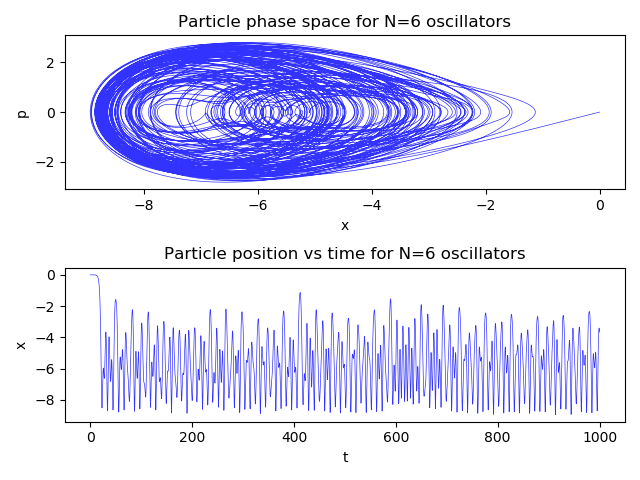 Particle phase space for N=6 oscillators
2
0
−2
p
−8 −6 −4 −2 0
x
Particle position vs time for N=6 oscillators
0
−2
−4
−6
−8
x
0 200 400 600 800 1000
t